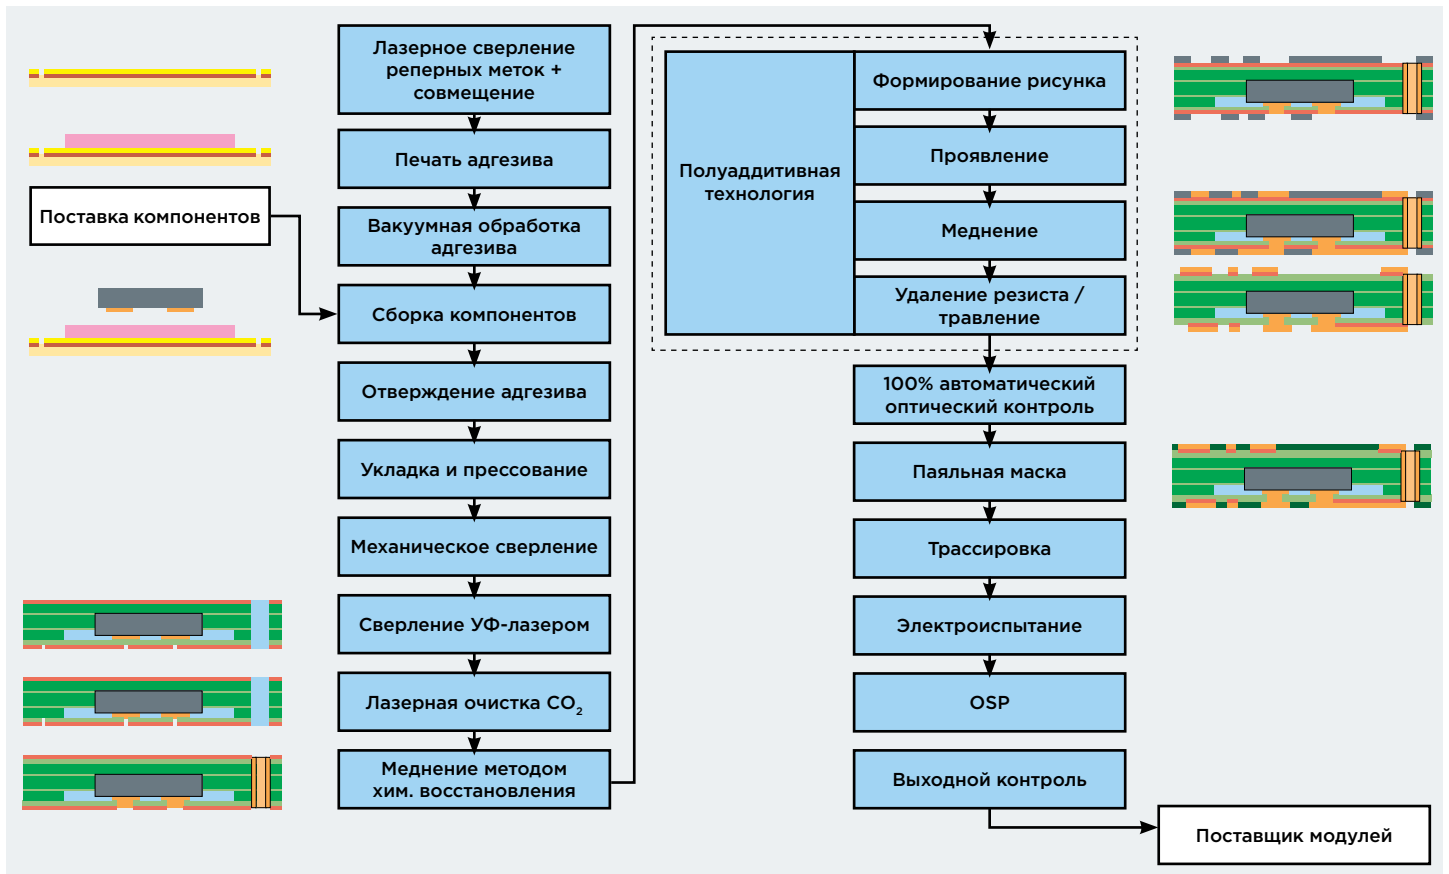 Лазерное сверление
реперных меток +
совмещение
Печать адгезива
Поставка компонентов
Вакуумная обработка
адгезива
Сборка компонентов
Отверждение адгезива
Укладка и прессование
Механическое сверление
Сверление УФ-лазером
Лазерная очистка CO₂
Меднение методом
хим. восстановления
Полуаддитивная
технология
Формирование рисунка
Проявление
Меднение
Удаление резиста /
травление
100% автоматический
оптический контроль
Паяльная маска
Трассировка
Электроиспытание
OSP
Выходной контроль
Поставщик модулей